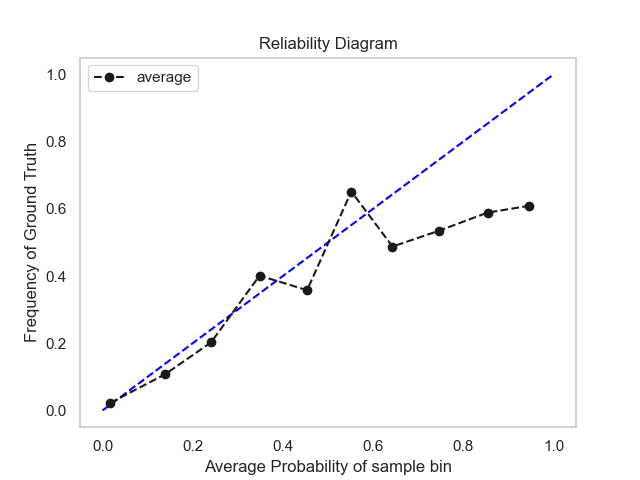 Reliability Diagram
average
Frequency of Ground Truth
1.0
0.8
0.6
0.4
0.2
0.0
0.0 0.2 0.4 0.6 0.8 1.0
Average Probability of sample bin